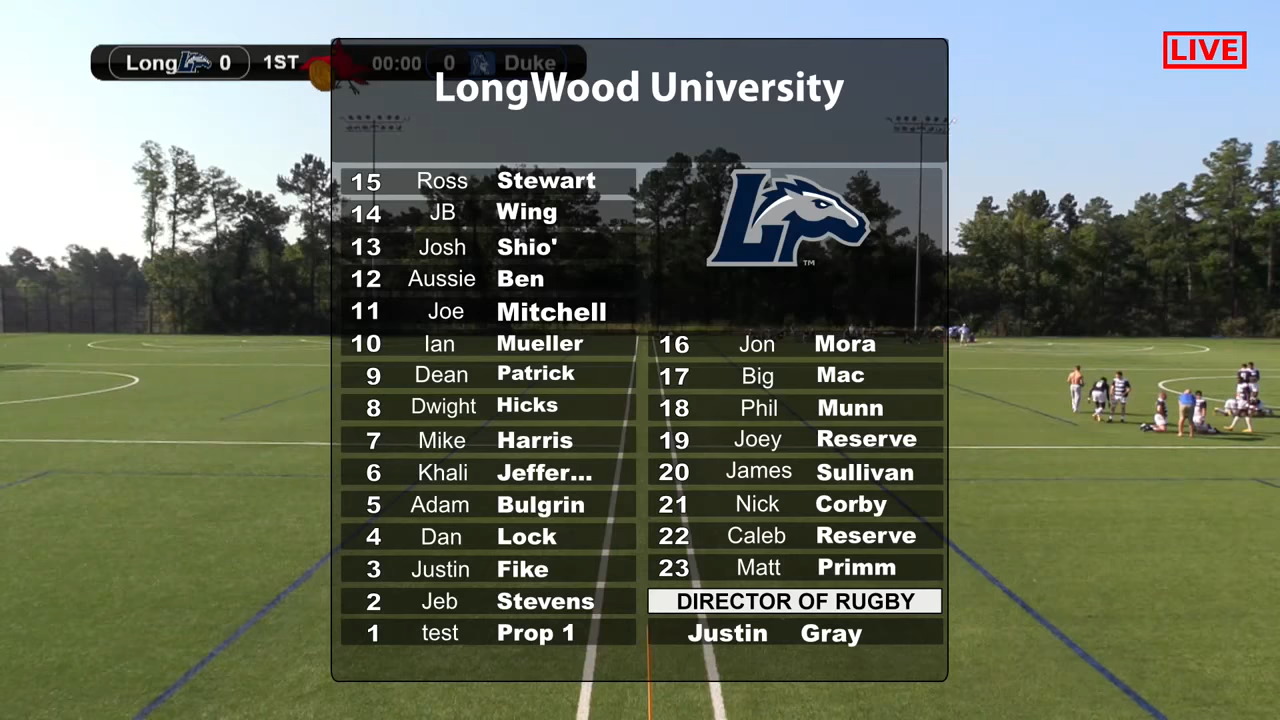 Long 0 1ST 00:00 0 Duke
LIVE
LongWood University
15 Ross Stewart
14 JB Wing
13 Josh Shio'
12 Aussie Ben
11 Joe Mitchell
10 Ian Mueller
9 Dean Patrick
8 Dwight Hicks
7 Mike Harris
6 Khali Jeffer...
5 Adam Bulgrin
4 Dan Lock
3 Justin Fike
2 Jeb Stevens
1 test Prop 1
L
TM
16 Jon Mora
17 Big Mac
18 Phil Munn
19 Joey Reserve
20 James Sullivan
21 Nick Corby
22 Caleb Reserve
23 Matt Primm
DIRECTOR OF RUGBY
Justin Gray